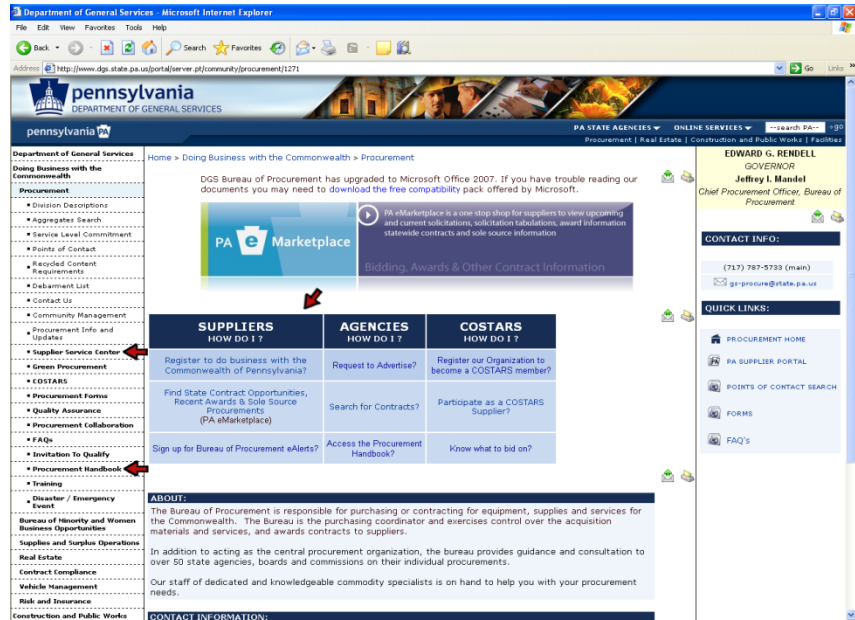 Department of General Services - Microsoft Internet Explorer
File Edit View Favorites Tools Help
Back Search Favorites
Address http://www.dgs.state.pa.us/portal/server.pt/community/procurement/1271 Go Links
pennsylvania
DEPARTMENT OF GENERAL SERVICES
pennsylvania PA
PA STATE AGENCIES ONLINE SERVICES --search PA-- go
Procurement | Real Estate | Construction and Public Works | Facilities
Department of General Services
Doing Business with the
Commonwealth
Procurement
Division Descriptions
Aggregates Search
Service Level Commitment
Points of Contact
Recycled Content
Requirements
Debarment List
Contact Us
Community Management
Procurement Info and
Updates
Supplier Service Center
Green Procurement
COSTARS
Procurement Forms
Quality Assurance
Procurement Collaboration
FAQs
Invitation To Qualify
Procurement Handbook
Training
Disaster / Emergency
Event
Bureau of Minority and Women
Business Opportunities
Supplies and Surplus Operations
Real Estate
Contract Compliance
Vehicle Management
Risk and Insurance
Construction and Public Works
Home > Doing Business with the Commonwealth > Procurement
DGS Bureau of Procurement has upgraded to Microsoft Office 2007. If you have trouble reading our
documents you may need to download the free compatibility pack offered by Microsoft.
PA e Marketplace
PA eMarketplace is a one stop shop for suppliers to view upcoming
and current solicitations, solicitation tabulations, award information
statewide contracts and sole source information
Bidding, Awards & Other Contract Information
SUPPLIERS
HOW DO I ?
AGENCIES
HOW DO I ?
COSTARS
HOW DO I ?
Register to do business with the
Commonwealth of Pennsylvania?
Request to Advertise?
Register our Organization to
become a COSTARS member?
Find State Contract Opportunities,
Recent Awards & Sole Source
Procurements
(PA eMarketplace)
Search for Contracts?
Participate as a COSTARS
Supplier?
Sign up for Bureau of Procurement eAlerts?
Access the Procurement
Handbook?
Know what to bid on?
ABOUT:
The Bureau of Procurement is responsible for purchasing or contracting for equipment, supplies and services for
the Commonwealth. The Bureau is the purchasing coordinator and exercises control over the acquisition
materials and services, and awards contracts to suppliers.
In addition to acting as the central procurement organization, the bureau provides guidance and consultation to
over 50 state agencies, boards and commissions on their individual procurements.
Our staff of dedicated and knowledgeable commodity specialists is on hand to help you with your procurement
needs.
CONTACT INFORMATION:
EDWARD G. RENDELL
GOVERNOR
Jeffrey I. Mandel
Chief Procurement Officer, Bureau of
Procurement
CONTACT INFO:
(717) 787-5733 (main)
gs-procure@state.pa.us
QUICK LINKS:
PROCUREMENT HOME
PA SUPPLIER PORTAL
POINTS OF CONTACT SEARCH
FORMS
FAQ's